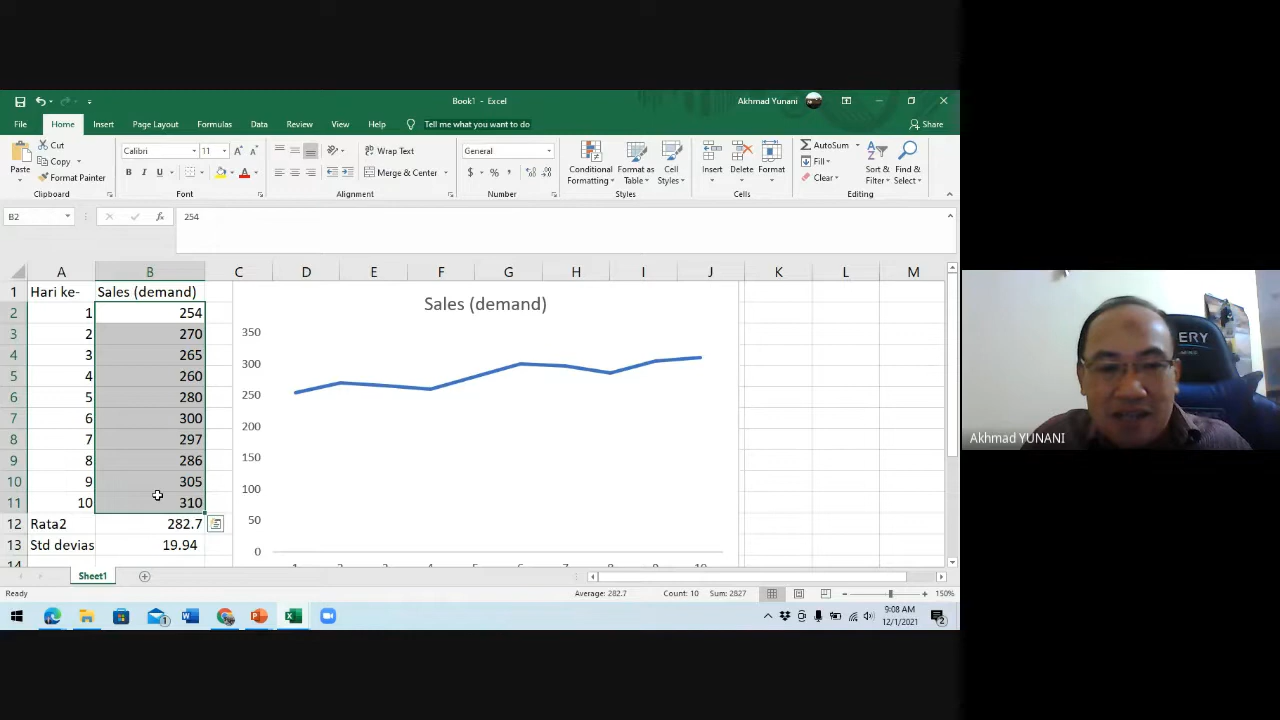 Book1 - Excel
Akhmad Yunani
File Home Insert Page Layout Formulas Data Review View Help Tell me what you want to do Share
Paste
Cut
Copy
Format Painter
Clipboard
Calibri 11
B I U
Font
Wrap Text
Merge & Center
Alignment
General
$ % ,
Number
Conditional Formatting
Format as Table
Cell Styles
Styles
Insert Delete Format
Cells
AutoSum
Fill
Clear
Sort & Filter
Find & Select
Editing
B2 fx 254
A B C D E F G H I J K L M
1 Hari ke- Sales (demand)
2 1 254
3 2 270
4 3 265
5 4 260
6 5 280
7 6 300
8 7 297
9 8 286
10 9 305
11 10 310
12 Rata2 282.7
13 Std devias 19.94
Sales (demand)
350
300
250
200
150
100
50
0
Sheet1
Ready Average: 282.7 Count: 10 Sum: 2827 150%
9:08 AM
12/1/2021
Akhmad YUNANI